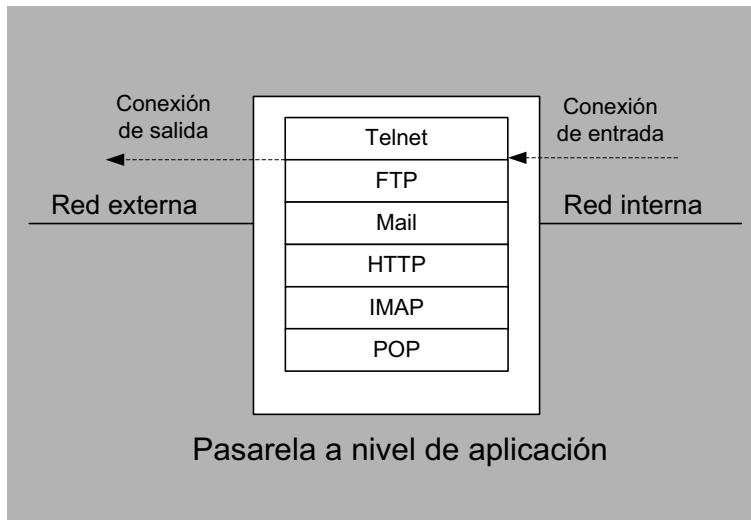 Conexión
de salida
Telnet
Conexión
de entrada
FTP
Red externa
Mail
Red interna
HTTP
IMAP
POP
Pasarela a nivel de aplicación